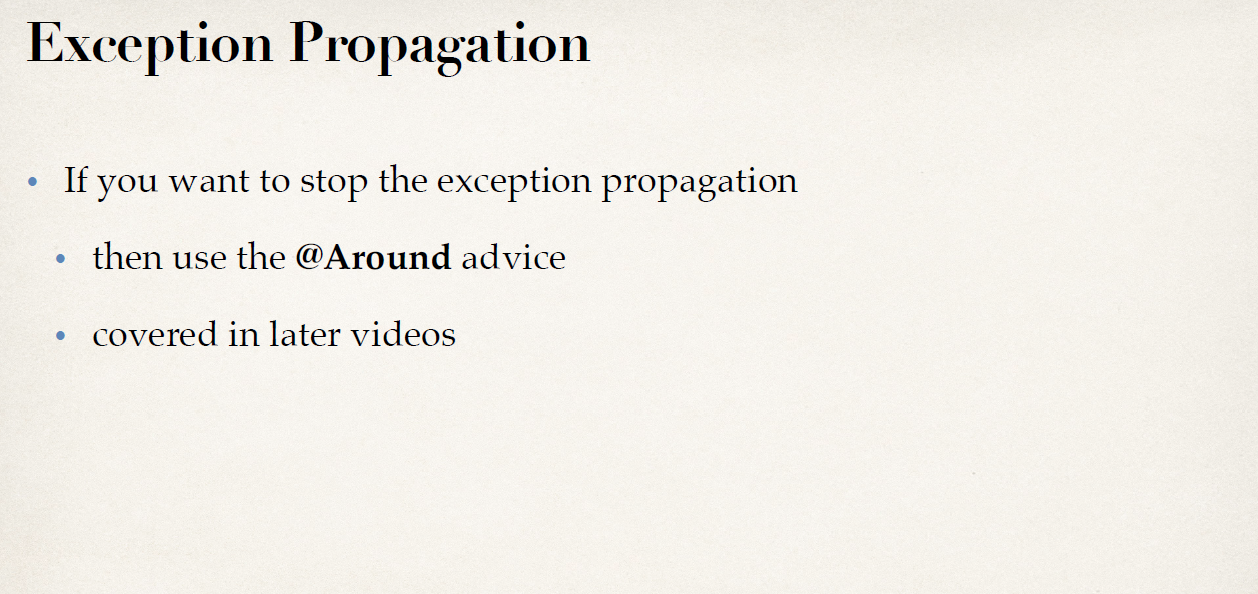 Exception Propagation
• If you want to stop the exception propagation
• then use the @Around advice
• covered in later videos